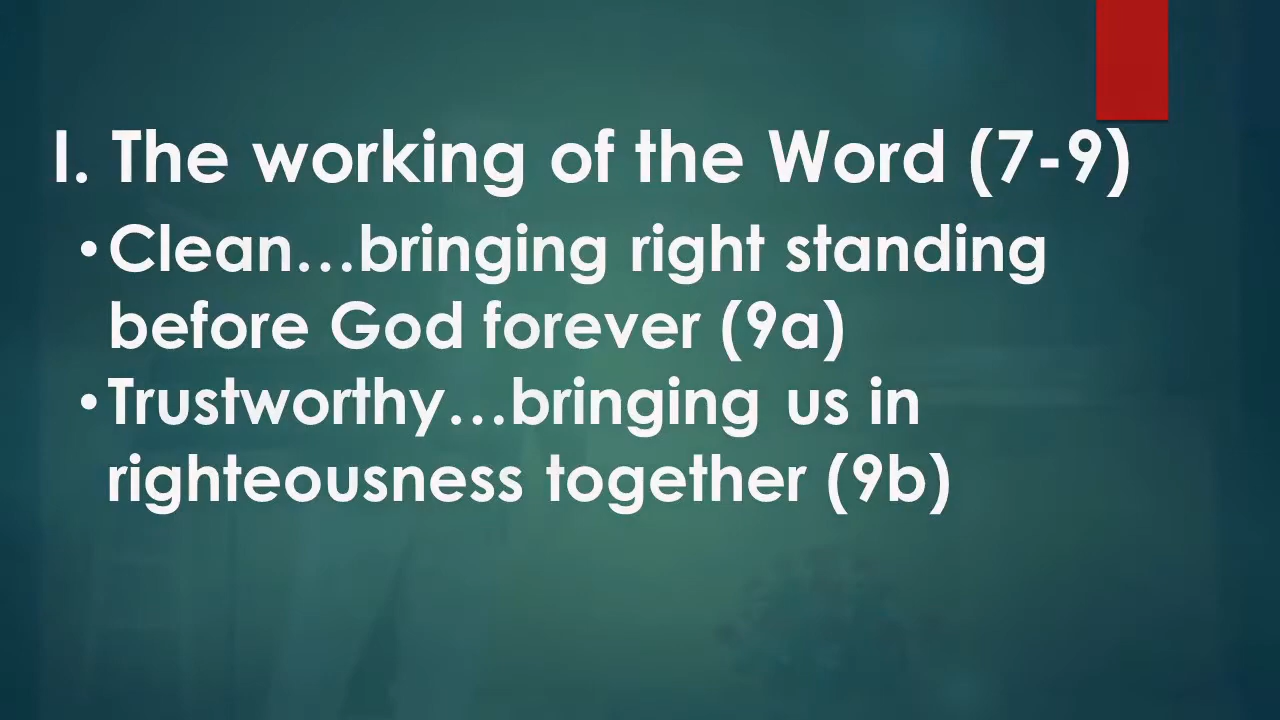 I. The working of the Word (7-9)
•Clean…bringing right standing
before God forever (9a)
•Trustworthy…bringing us in
righteousness together (9b)